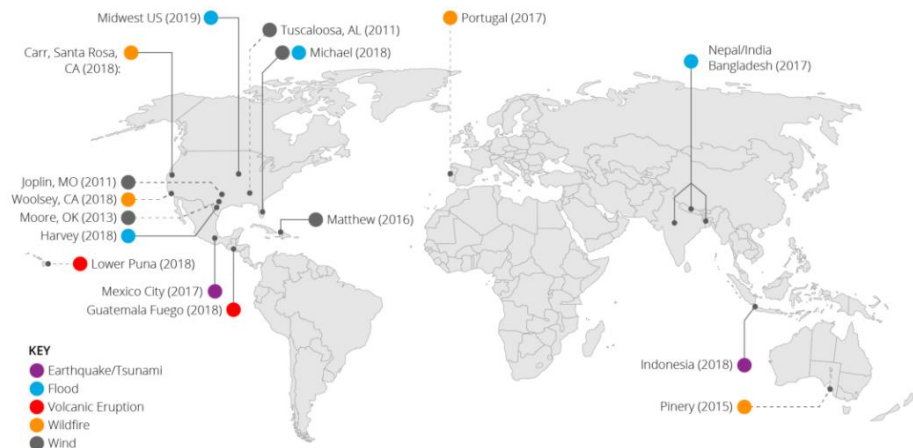 Midwest US (2019)
Tuscaloosa, AL (2011)
Portugal (2017)
Carr, Santa Rosa,
CA (2018):
Michael (2018)
Nepal/India
Bangladesh (2017)
Joplin, MO (2011)
Woolsey, CA (2018)
Moore, OK (2013)
Harvey (2018)
Matthew (2016)
Lower Puna (2018)
Mexico City (2017)
Guatemala Fuego (2018)
Indonesia (2018)
Pinery (2015)
KEY
Earthquake/Tsunami
Flood
Volcanic Eruption
Wildfire
Wind